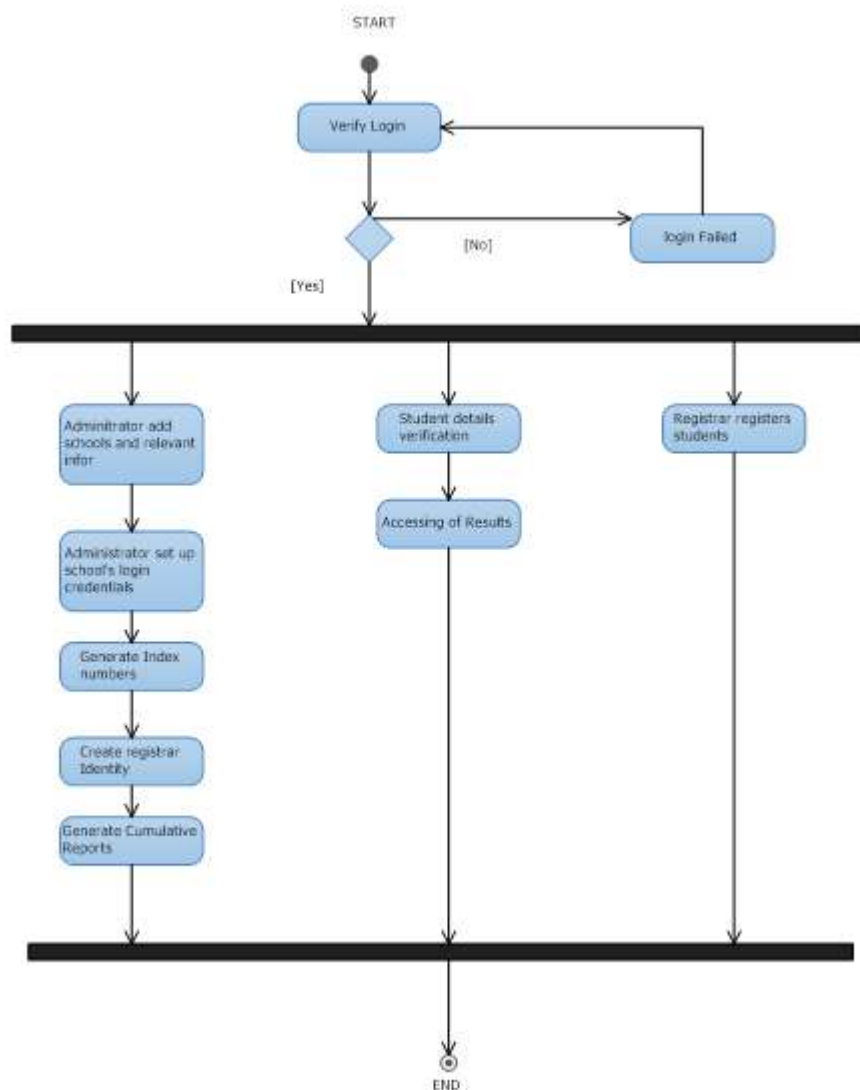 START
Verify Login
login Failed
[No]
[Yes]
Adminitrator add
schools and relevant
infor
Administrator set up
school's login
credentials
Generate Index
numbers
Create registrar
Identity
Generate Cumulative
Reports
Student details
verification
Accessing of Results
Registrar registers
students
END